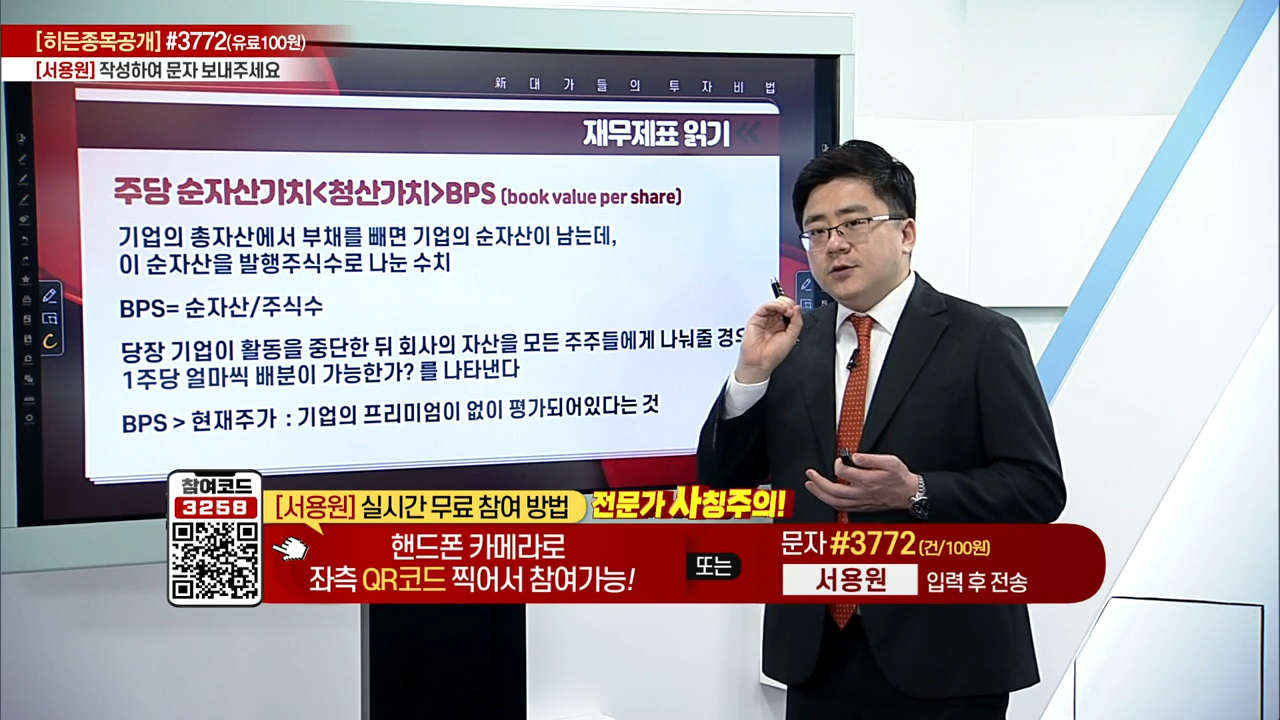 [히든종목공개] #3772(유료100원)
[서용원] 작성하여 문자 보내주세요
新 대 가 들 의 투 자 비 법
재무제표 읽기
주당 순자산가치<청산가치>BPS (book value per share)
기업의 총자산에서 부채를 빼면 기업의 순자산이 남는데,
이 순자산을 발행주식수로 나눈 수치
BPS= 순자산/주식수
당장 기업이 활동을 중단한 뒤 회사의 자산을 모든 주주들에게 나눠줄 경우
1주당 얼마씩 배분이 가능한가? 를 나타낸다
BPS > 현재주가 : 기업의 프리미엄이 없이 평가되어있다는 것
참여코드
3258
[서용원] 실시간 무료 참여 방법
전문가 사칭주의!
핸드폰 카메라로
좌측 QR코드 찍어서 참여가능!
또는
문자 #3772 (건/100원)
서용원 입력 후 전송